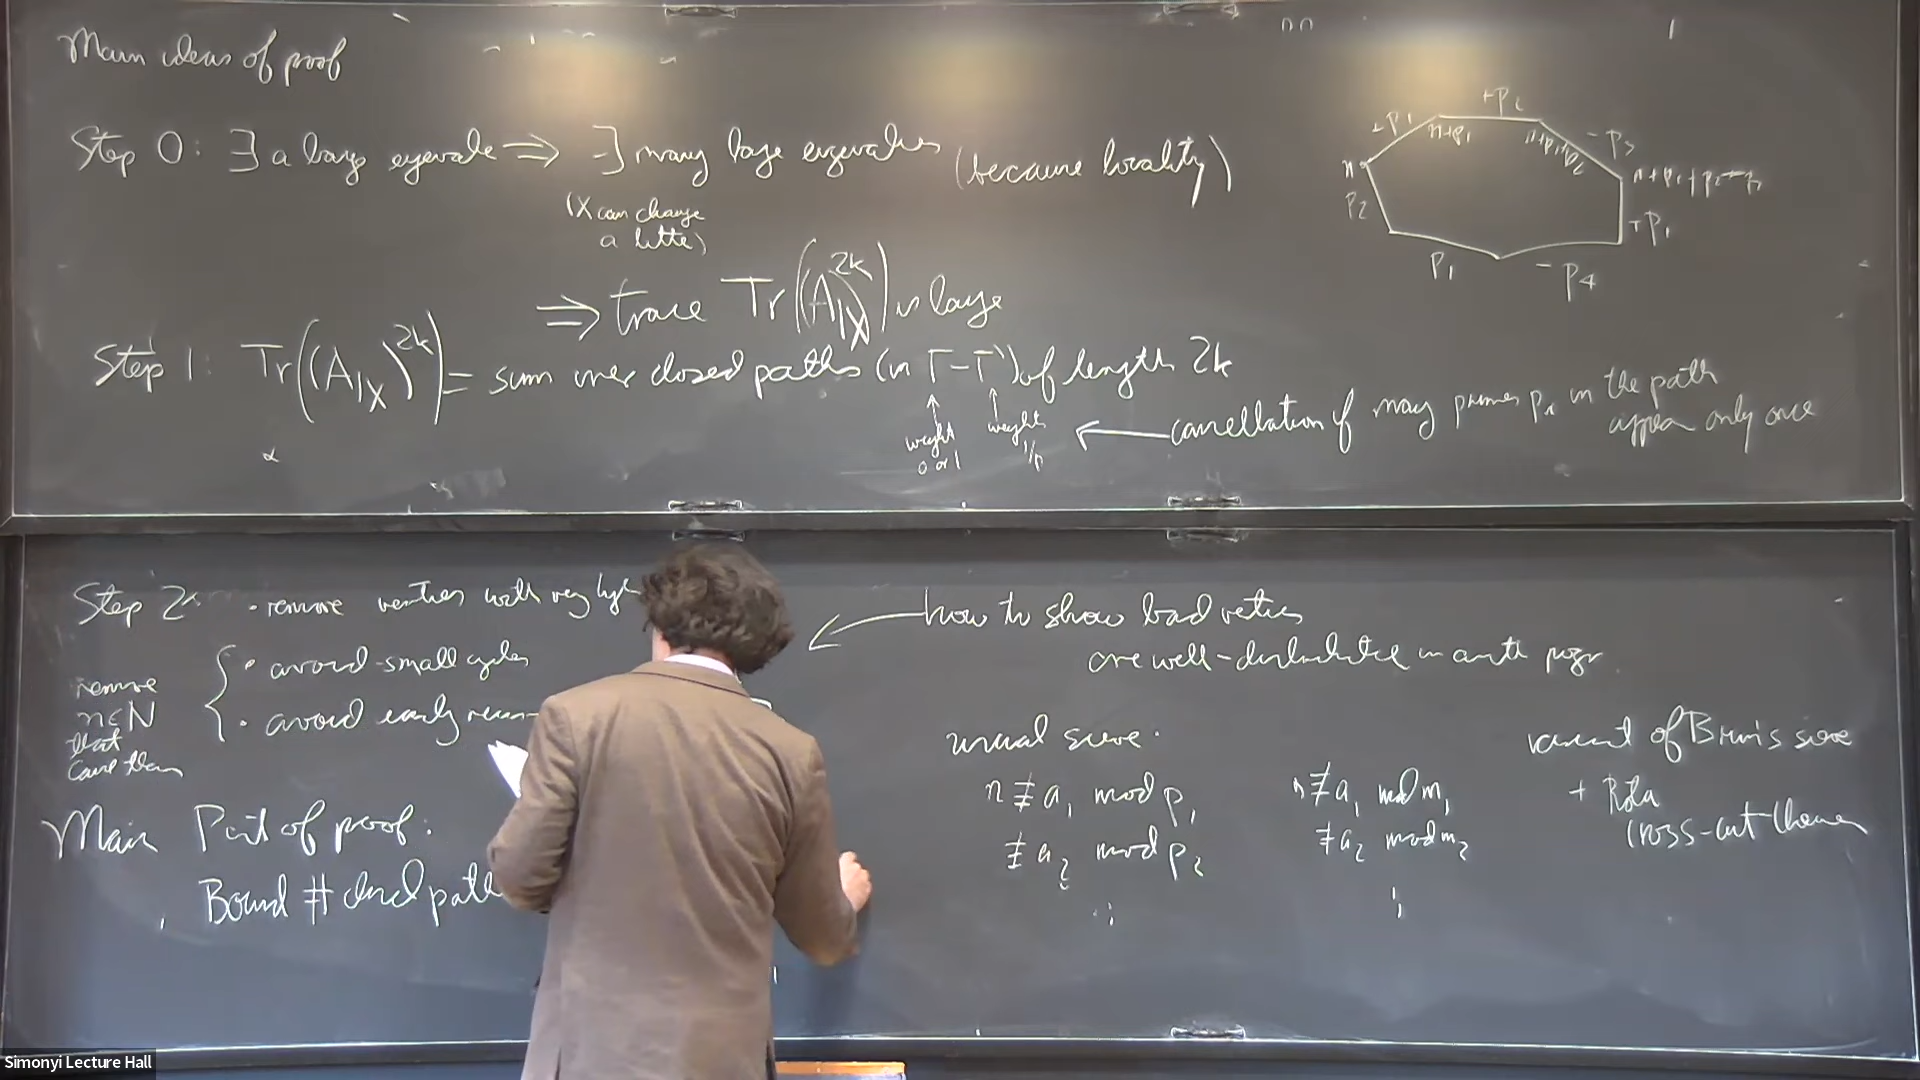 Main ideas of proof
Step 0: ∃ a large eigenvalue ⇒ ∃ many large eigenvalues (because locality)
(X can change
a little)
⇒ trace Tr((A|X)^2k) is large
Step 1: Tr((A|X)^2k) = sum over closed paths (in Γ-Γ') of length 2k
weight
0 or 1
weight
1/p
← cancellation if many primes p_i in the path
appear only once
n
+p1
n+p1
+p2
n+p1+p2
-p3
n+p1+p2-p3
+p1
-p4
p1
p2
Step 2: · remove vertices with very high
remove
n∈N
that
cause them
{ · avoid small cycles
· avoid early
← how to show bad vertices
are well-distributed in arith progr.
usual sieve:
n ≢ a1 mod p1
≢ a2 mod p2
⋮
n ≢ a1 mod m1
≢ a2 mod m2
⋮
variant of Brun's sieve
+ Rota
cross-cut theorem
Main Part of proof:
Bound # closed path
Simonyi Lecture Hall